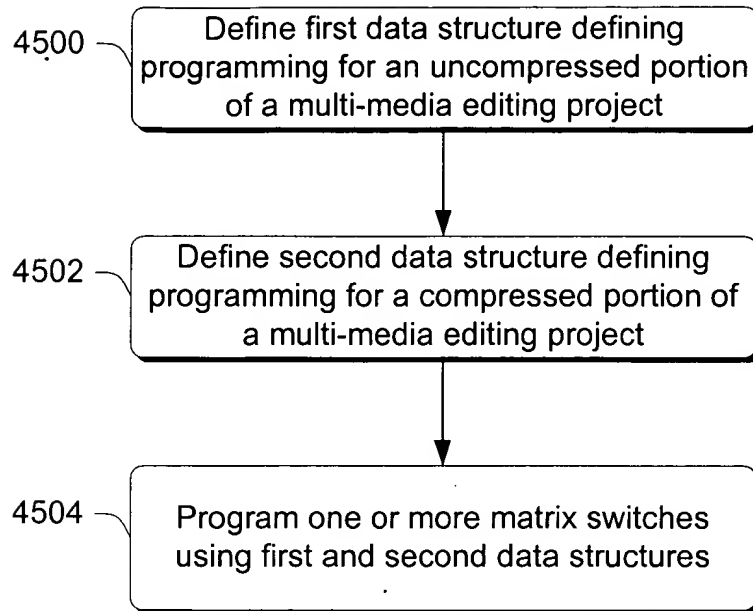 4500
Define first data structure defining
programming for an uncompressed portion
of a multi-media editing project
4502
Define second data structure defining
programming for a compressed portion of
a multi-media editing project
4504
Program one or more matrix switches
using first and second data structures